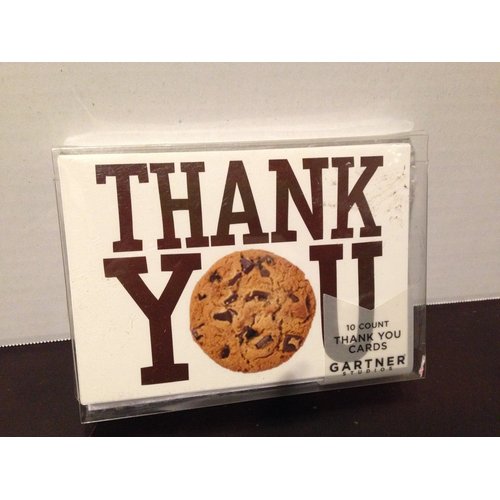 THANK
YOU
10 COUNT
THANK YOU
CARDS
GARTNER
STUDIOS